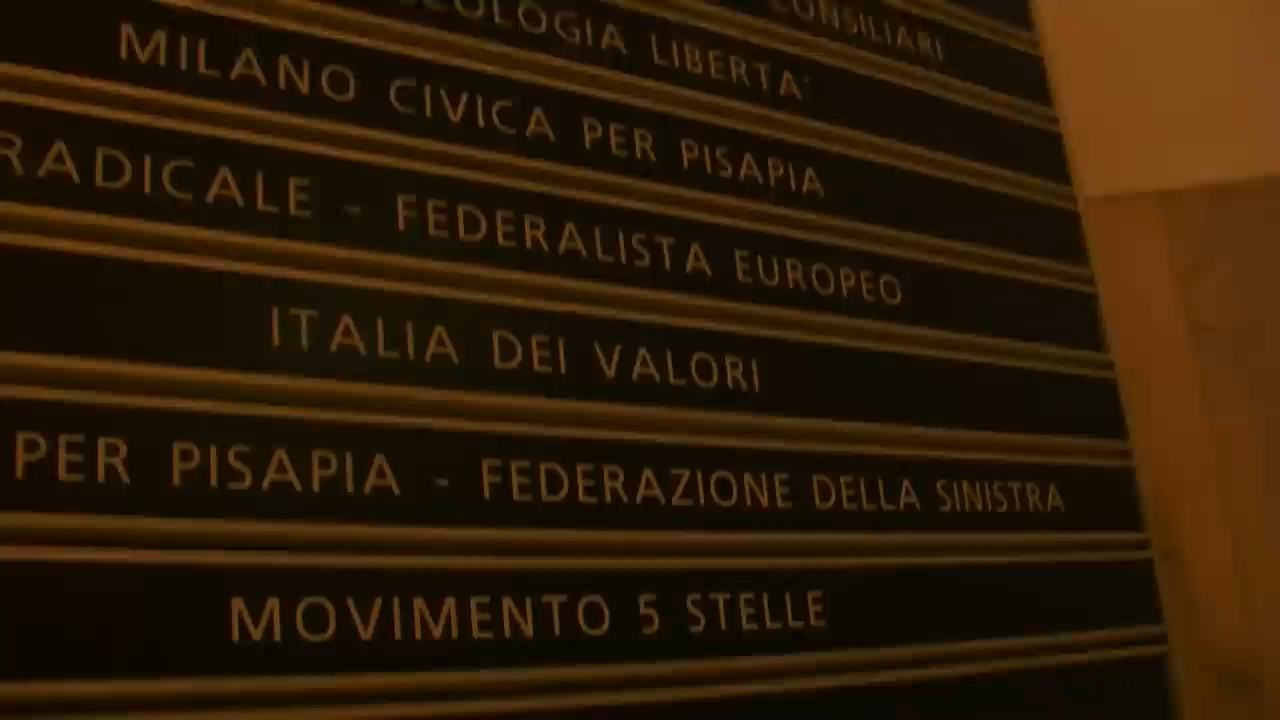 CONSILIARI
LIBERTA'
MILANO CIVICA PER PISAPIA
RADICALE - FEDERALISTA EUROPEO
ITALIA DEI VALORI
PER PISAPIA - FEDERAZIONE DELLA SINISTRA
MOVIMENTO 5 STELLE